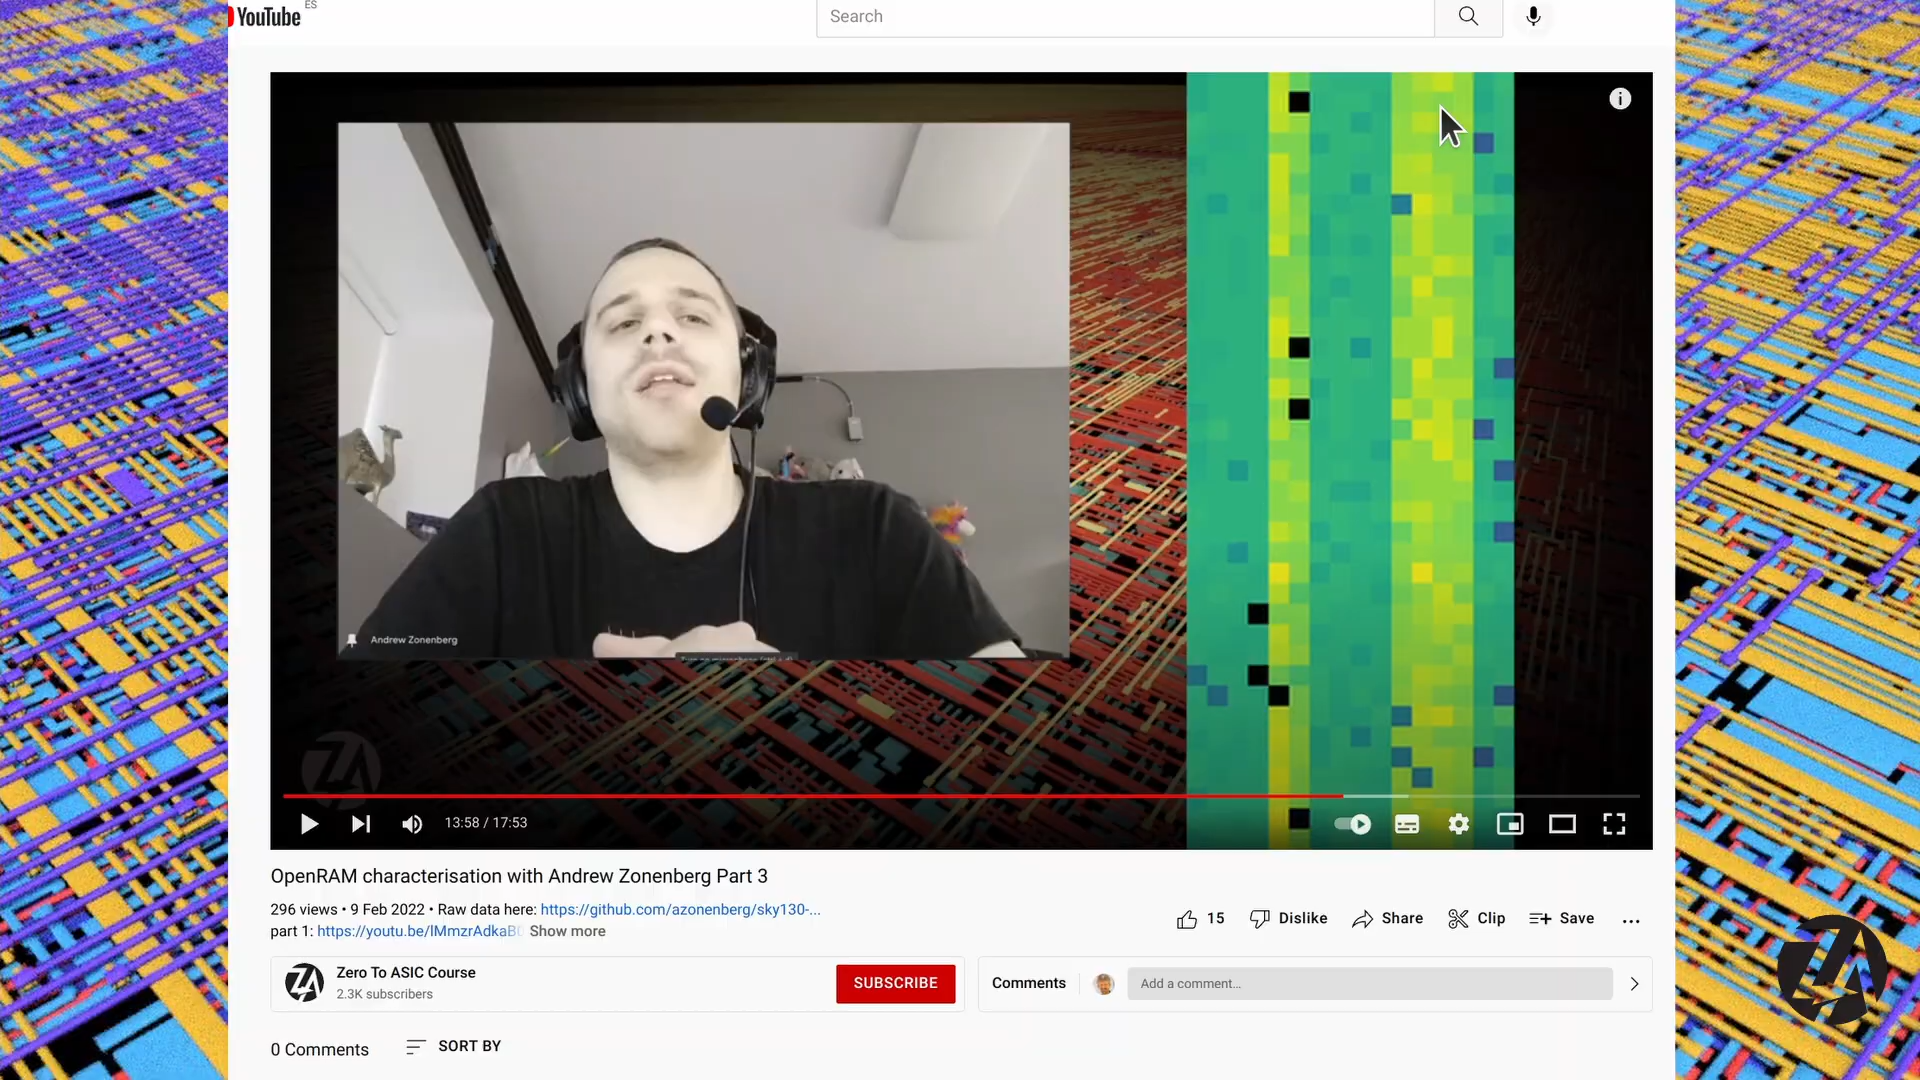 YouTube ES
Search
Andrew Zonenberg
13:58 / 17:53
OpenRAM characterisation with Andrew Zonenberg Part 3
296 views • 9 Feb 2022 • Raw data here: https://github.com/azonenberg/sky130-...
part 1: https://youtu.be/lMmzrAdkaB Show more
15 Dislike Share Clip Save ...
Zero To ASIC Course
2.3K subscribers
SUBSCRIBE
Comments
Add a comment...
0 Comments
SORT BY